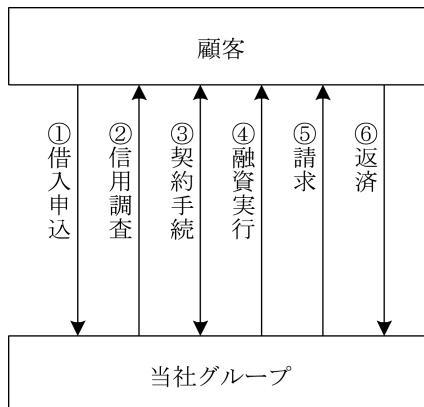 顧客
①借入申込
②信用調査
③契約手続
④融資実行
⑤請求
⑥返済
当社グループ